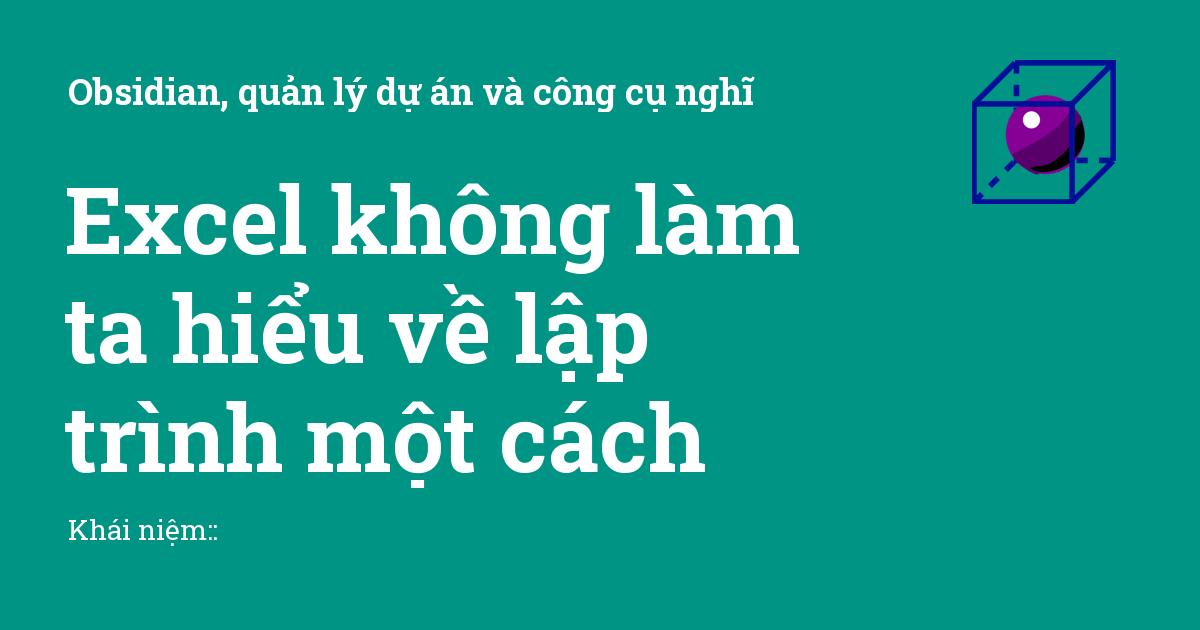 Obsidian, quản lý dự án và công cụ nghĩ
Excel không làm
ta hiểu về lập
trình một cách
Khái niệm::